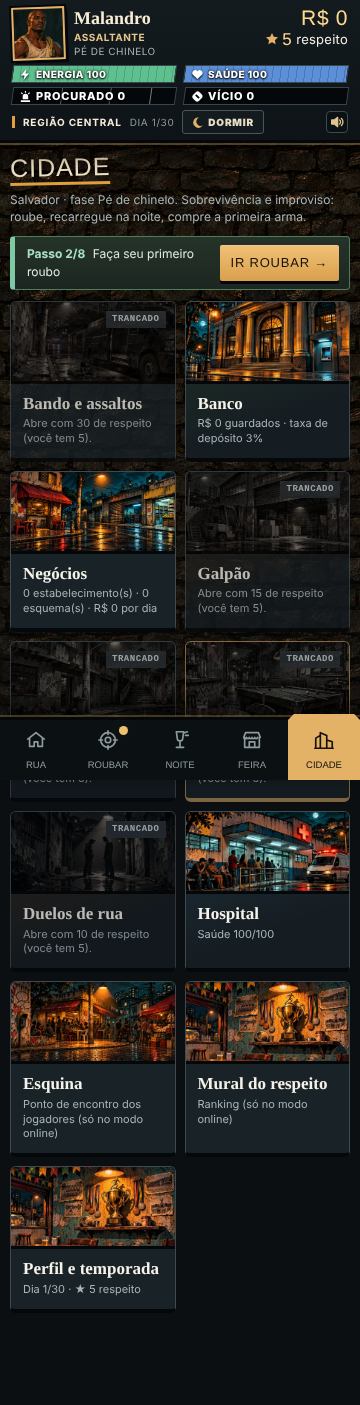 Malandro
ASSALTANTE
PÉ DE CHINELO
R$ 0
5 respeito
ENERGIA 100
SAÚDE 100
PROCURADO 0
VÍCIO 0
REGIÃO CENTRAL DIA 1/30 DORMIR
CIDADE
Salvador · fase Pé de chinelo. Sobrevivência e improviso:
roube, recarregue na noite, compre a primeira arma.
Passo 2/8 Faça seu primeiro
roubo
IR ROUBAR →
TRANCADO
Bando e assaltos
Abre com 30 de respeito
(você tem 5).
Banco
R$ 0 guardados · taxa de
depósito 3%
Negócios
0 estabelecimento(s) · 0
esquema(s) · R$ 0 por dia
TRANCADO
Galpão
Abre com 15 de respeito
(você tem 5).
TRANCADO
TRANCADO
RUA
ROUBAR
NOITE
FEIRA
CIDADE
TRANCADO
Duelos de rua
Abre com 10 de respeito
(você tem 5).
Hospital
Saúde 100/100
Esquina
Ponto de encontro dos
jogadores (só no modo
online)
Mural do respeito
Ranking (só no modo
online)
Perfil e temporada
Dia 1/30 · ★ 5 respeito